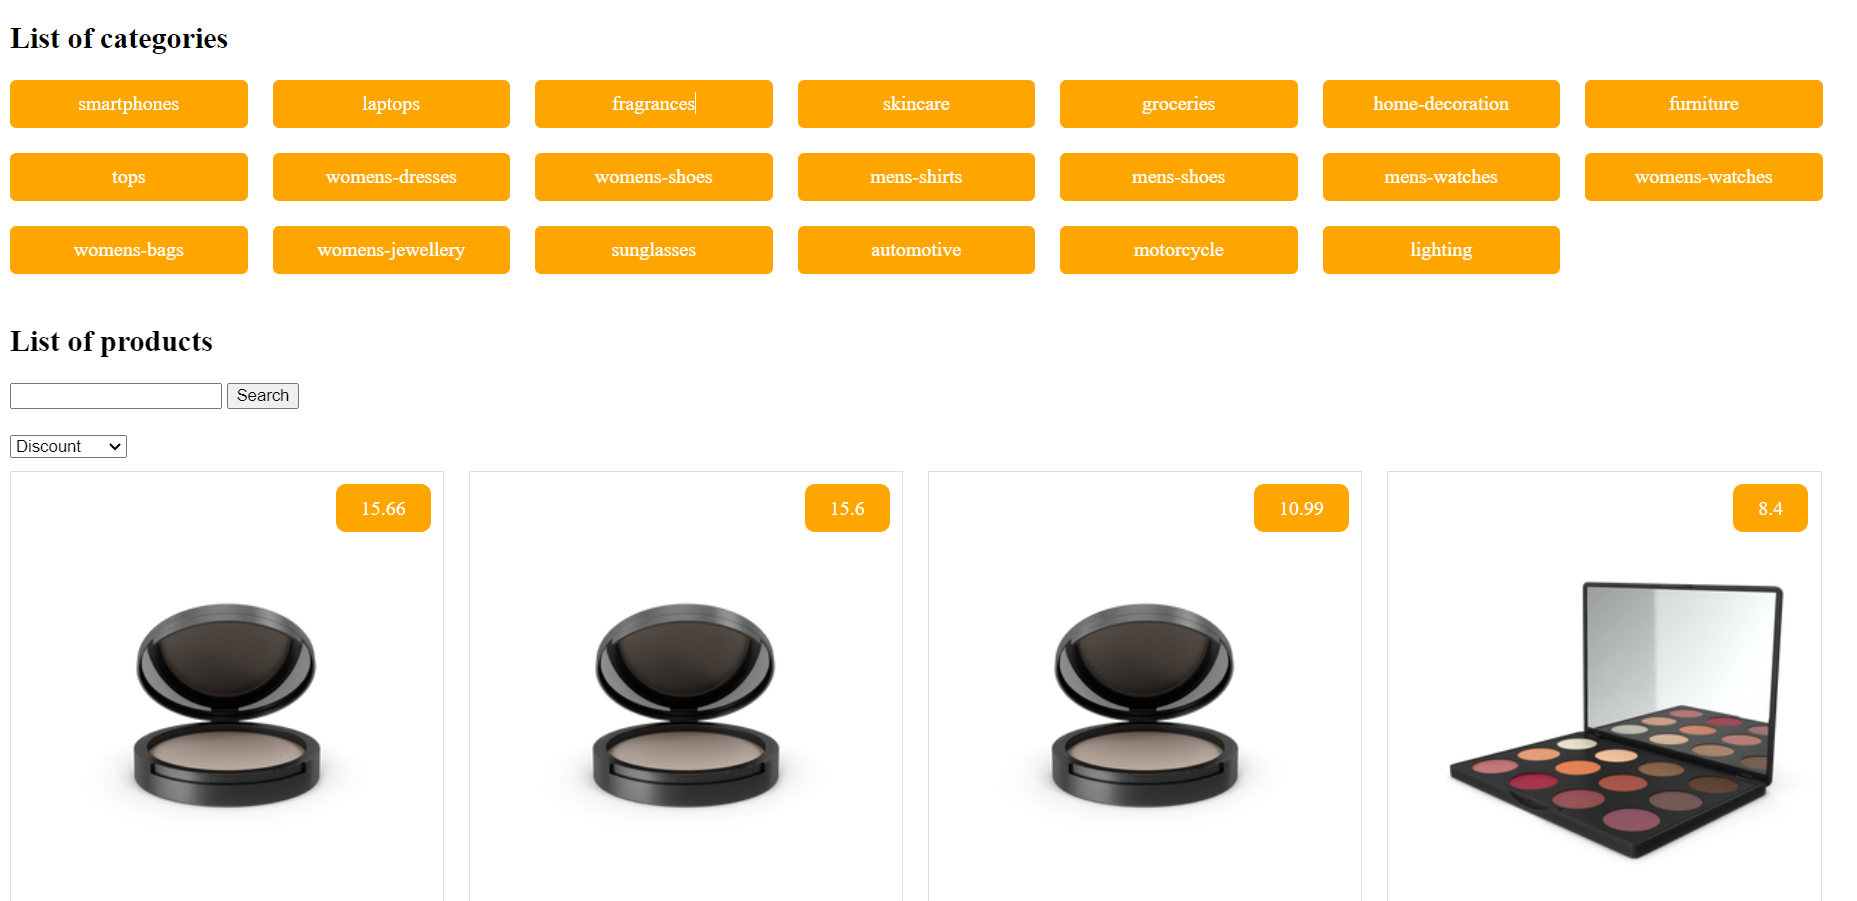 List of categories
smartphones laptops fragrances skincare groceries home-decoration furniture
tops womens-dresses womens-shoes mens-shirts mens-shoes mens-watches womens-watches
womens-bags womens-jewellery sunglasses automotive motorcycle lighting
List of products
Search
Discount
15.66 15.6 10.99 8.4